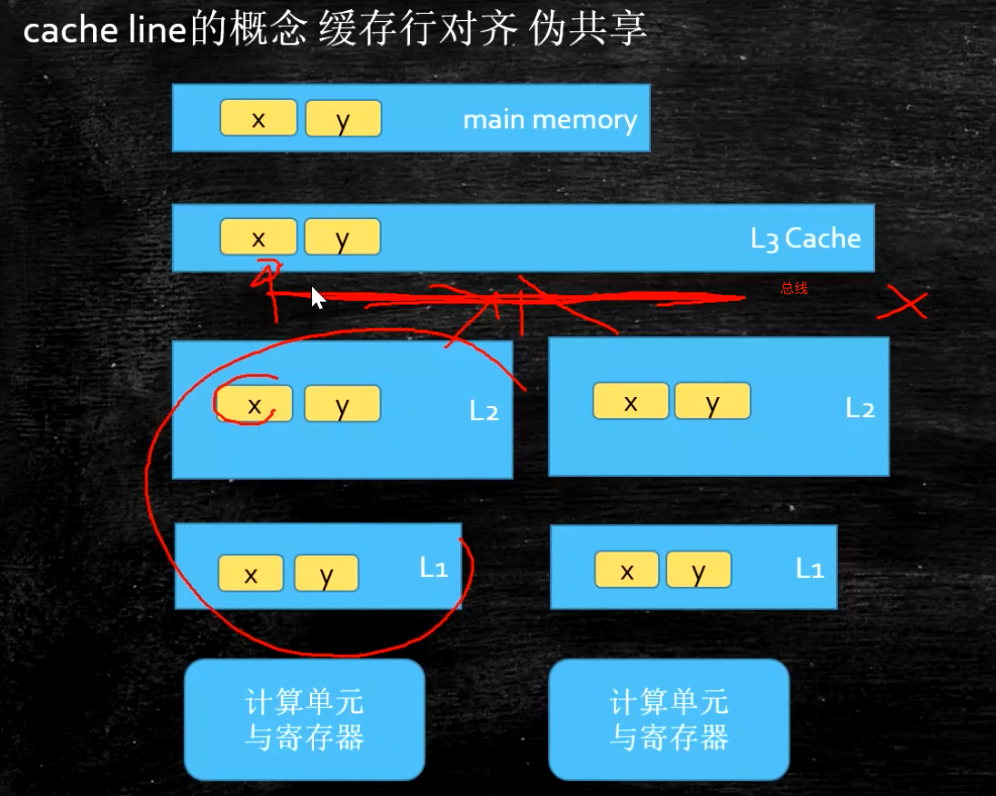 cache line的概念 缓存行对齐 伪共享
x y main memory
x y L3 Cache
总线
x y L2
x y L2
x y L1
x y L1
计算单元
与寄存器
计算单元
与寄存器